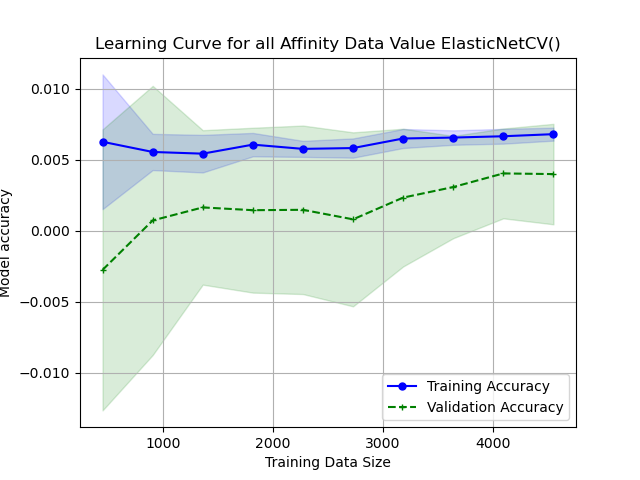 Learning Curve for all Affinity Data Value ElasticNetCV()
Model accuracy
0.010
0.005
0.000
−0.005
−0.010
1000 2000 3000 4000
Training Data Size
Training Accuracy
Validation Accuracy